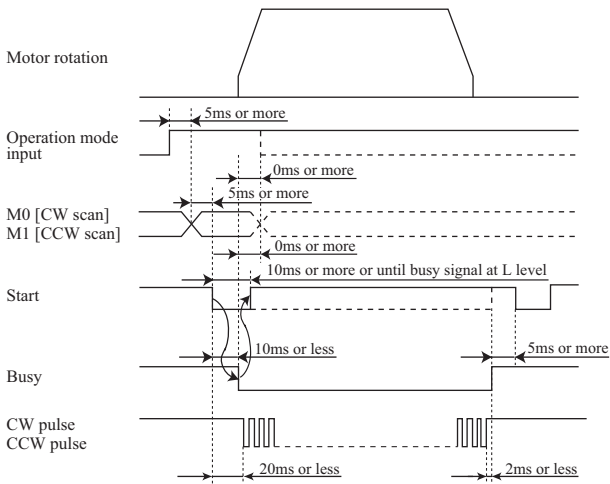 Motor rotation
5ms or more
Operation mode
input
0ms or more
5ms or more
M0 [CW scan]
M1 [CCW scan]
0ms or more
10ms or more or until busy signal at L level
Start
10ms or less
5ms or more
Busy
CW pulse
CCW pulse
20ms or less
2ms or less